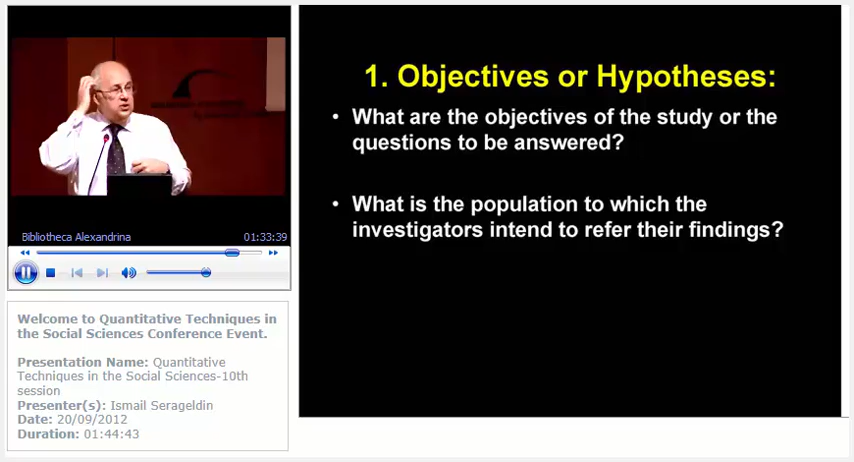 Bibliotheca Alexandrina
01:33:39
Welcome to Quantitative Techniques in
the Social Sciences Conference Event.
Presentation Name: Quantitative
Techniques in the Social Sciences-10th
session
Presenter(s): Ismail Serageldin
Date: 20/09/2012
Duration: 01:44:43
1. Objectives or Hypotheses:
• What are the objectives of the study or the
questions to be answered?
• What is the population to which the
investigators intend to refer their findings?